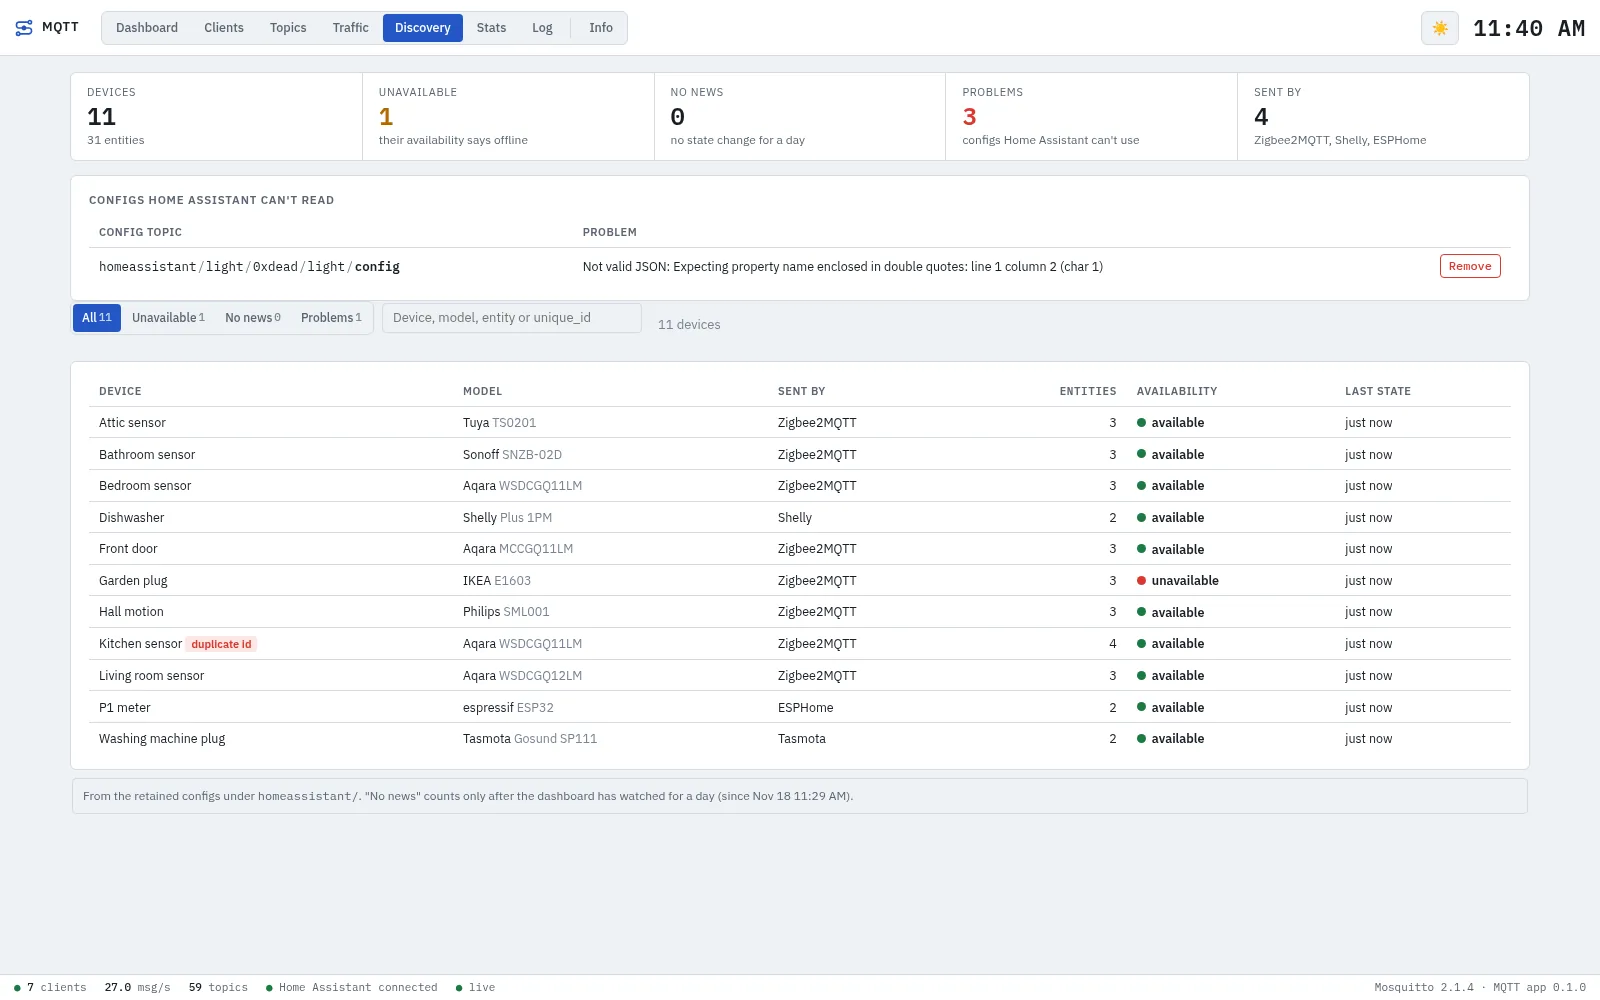 MQTT Dashboard Clients Topics Traffic Discovery Stats Log Info 11:40 AM
DEVICES UNAVAILABLE NO NEWS PROBLEMS SENT BY
11 1 0 3 4
31 entities their availability says offline no state change for a day configs Home Assistant can't use Zigbee2MQTT, Shelly, ESPHome
CONFIGS HOME ASSISTANT CAN'T READ
CONFIG TOPIC PROBLEM
homeassistant/light/0xdead/light/config Not valid JSON: Expecting property name enclosed in double quotes: line 1 column 2 (char 1) Remove
All 11 Unavailable 1 No news 0 Problems 1 Device, model, entity or unique_id 11 devices
DEVICE MODEL SENT BY ENTITIES AVAILABILITY LAST STATE
Attic sensor Tuya TS0201 Zigbee2MQTT 3 available just now
Bathroom sensor Sonoff SNZB-02D Zigbee2MQTT 3 available just now
Bedroom sensor Aqara WSDCGQ11LM Zigbee2MQTT 3 available just now
Dishwasher Shelly Plus 1PM Shelly 2 available just now
Front door Aqara MCCGQ11LM Zigbee2MQTT 3 available just now
Garden plug IKEA E1603 Zigbee2MQTT 3 unavailable just now
Hall motion Philips SML001 Zigbee2MQTT 3 available just now
Kitchen sensor duplicate id Aqara WSDCGQ11LM Zigbee2MQTT 4 available just now
Living room sensor Aqara WSDCGQ12LM Zigbee2MQTT 3 available just now
P1 meter espressif ESP32 ESPHome 2 available just now
Washing machine plug Tasmota Gosund SP111 Tasmota 2 available just now
From the retained configs under homeassistant/. "No news" counts only after the dashboard has watched for a day (since Nov 18 11:29 AM).
7 clients 27.0 msg/s 59 topics Home Assistant connected live Mosquitto 2.1.4 · MQTT app 0.1.0